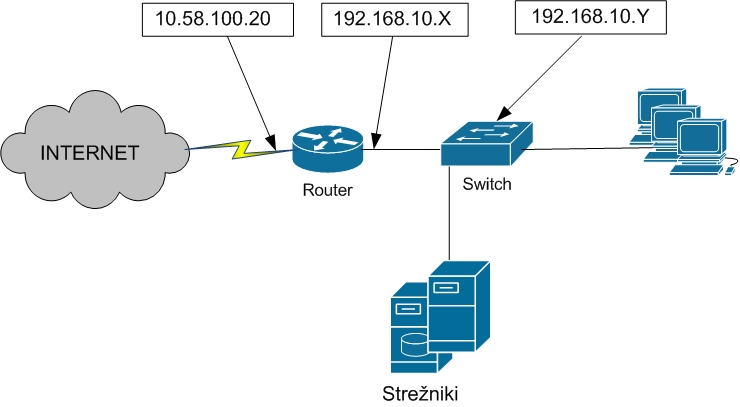 10.58.100.20
192.168.10.X
192.168.10.Y
INTERNET
Router
Switch
Strežniki